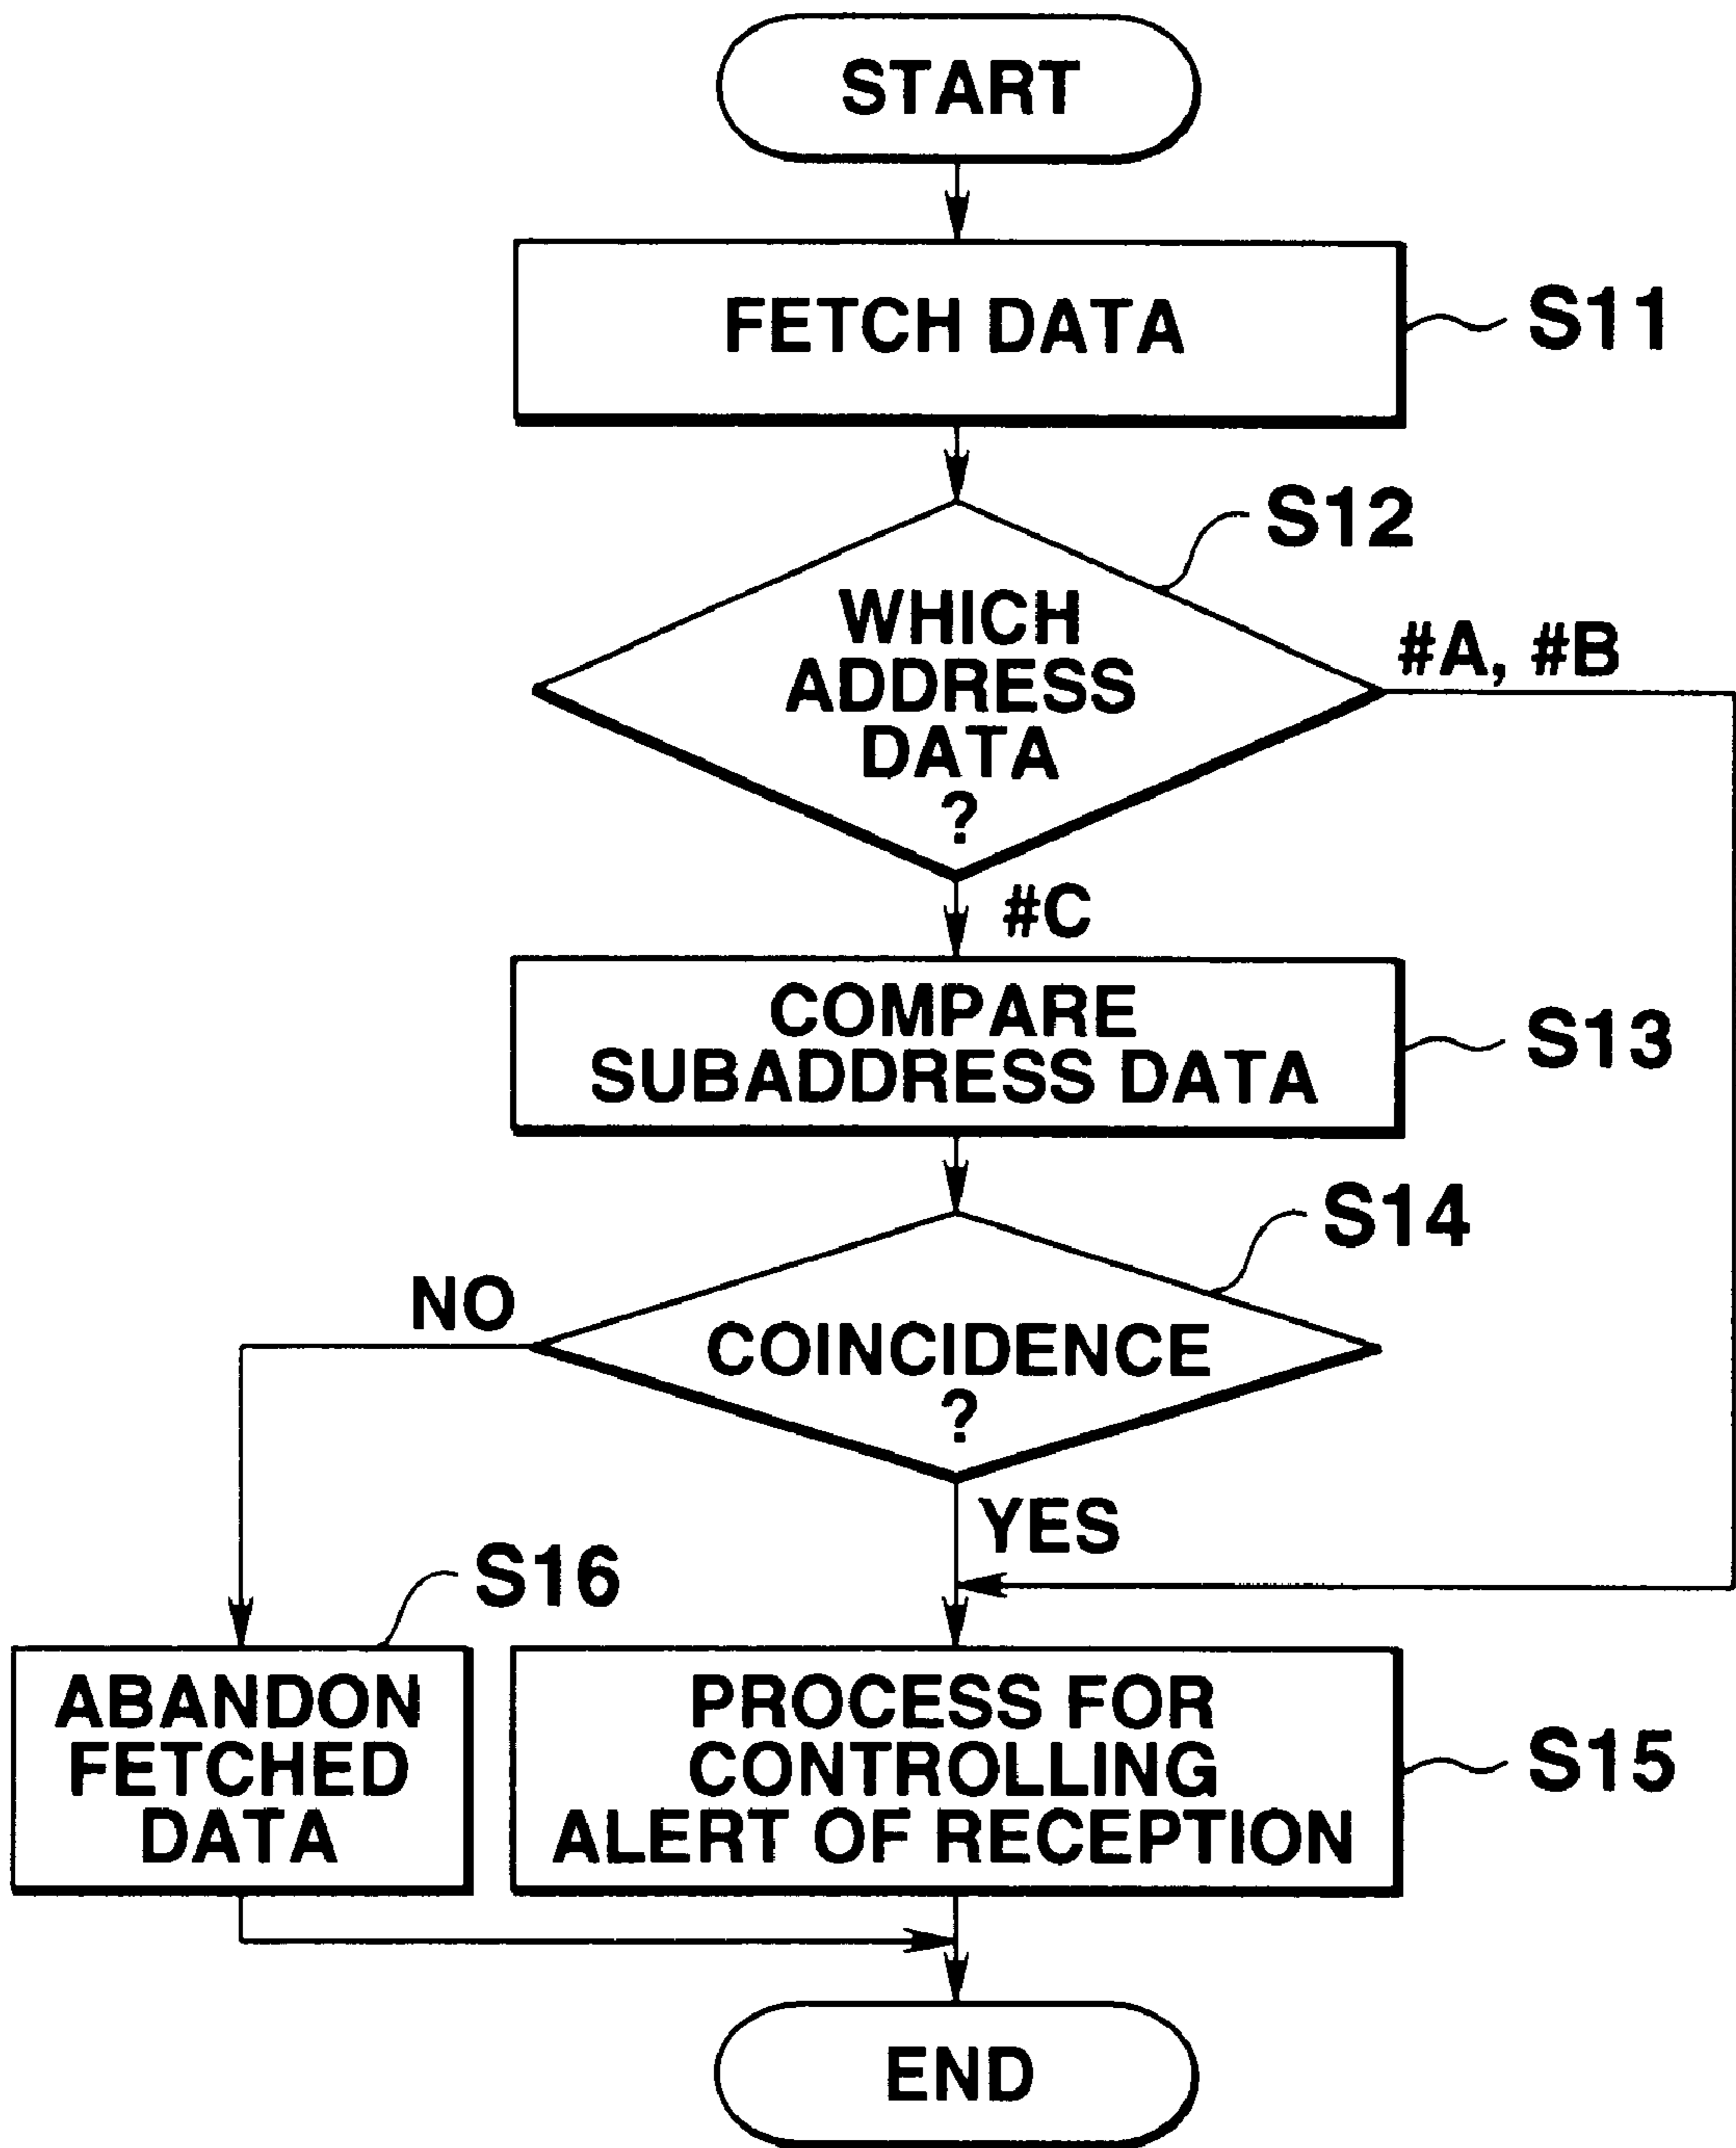 START
FETCH DATA
S11
S12
WHICH
ADDRESS
DATA
?
#A, #B
#C
COMPARE
SUBADDRESS DATA
S13
S14
NO
COINCIDENCE
?
YES
S16
ABANDON
FETCHED
DATA
PROCESS FOR
CONTROLLING
ALERT OF RECEPTION
S15
END